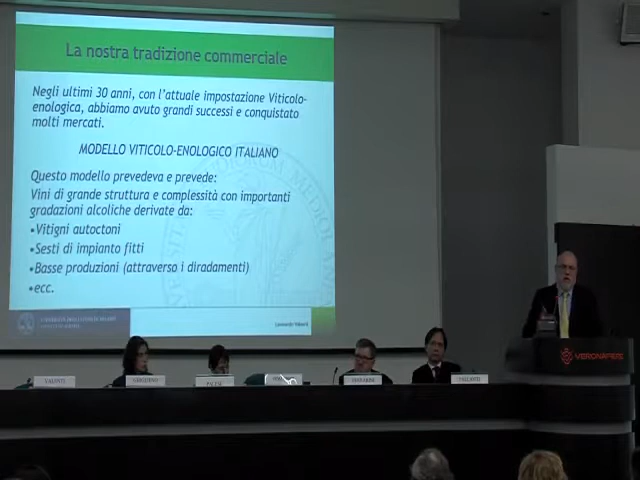 La nostra tradizione commerciale
Negli ultimi 30 anni, con l'attuale impostazione Viticolo-
enologica, abbiamo avuto grandi successi e conquistato
molti mercati.
MODELLO VITICOLO-ENOLOGICO ITALIANO
Questo modello prevedeva e prevede:
Vini di grande struttura e complessità con importanti
gradazioni alcoliche derivate da:
▪Vitigni autoctoni
▪Sesti di impianto fitti
▪Basse produzioni (attraverso i diradamenti)
▪ecc.
VERONAFIERE